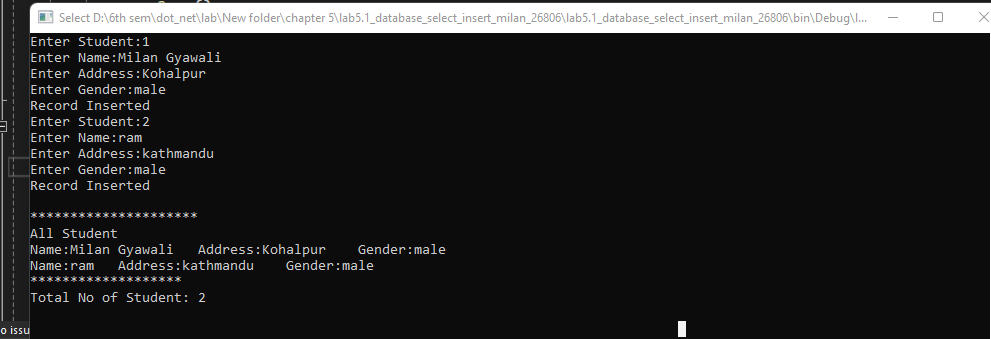 Select D:\6th sem\dot_net\lab\New folder\chapter 5\lab5.1_database_select_insert_milan_26806\lab5.1_database_select_insert_milan_26806\bin\Debug\l...
Enter Student:1
Enter Name:Milan Gyawali
Enter Address:Kohalpur
Enter Gender:male
Record Inserted
Enter Student:2
Enter Name:ram
Enter Address:kathmandu
Enter Gender:male
Record Inserted
*********************
All Student
Name:Milan Gyawali   Address:Kohalpur    Gender:male
Name:ram   Address:kathmandu    Gender:male
*******************
Total No of Student: 2
o issu